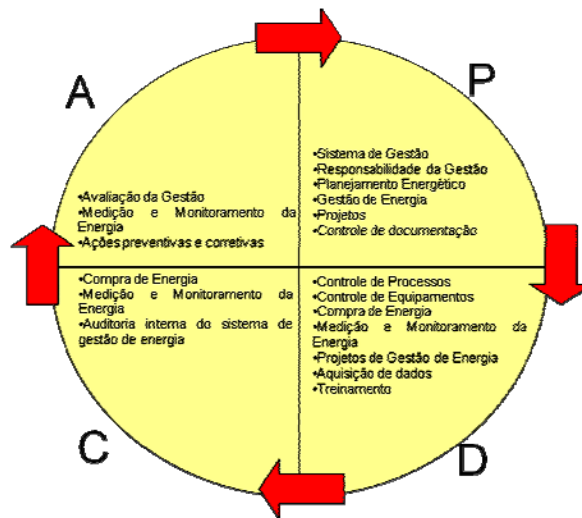 A
P
•Sistema de Gestão
•Responsabilidade da Gestão
•Planejamento Energético
•Gestão de Energia
•Projetos
•Controle de documentação
•Avaliação da Gestão
•Medição e Monitoramento da
Energia
•Ações preventivas e corretivas
•Compra de Energia
•Medição e Monitoramento da
Energia
•Auditoria interna do sistema de
gestão de energia
•Controle de Processos
•Controle de Equipamentos
•Compra de Energia
•Medição e Monitoramento da
Energia
•Projetos de Gestão de Energia
•Aquisição de dados
•Treinamento
C
D